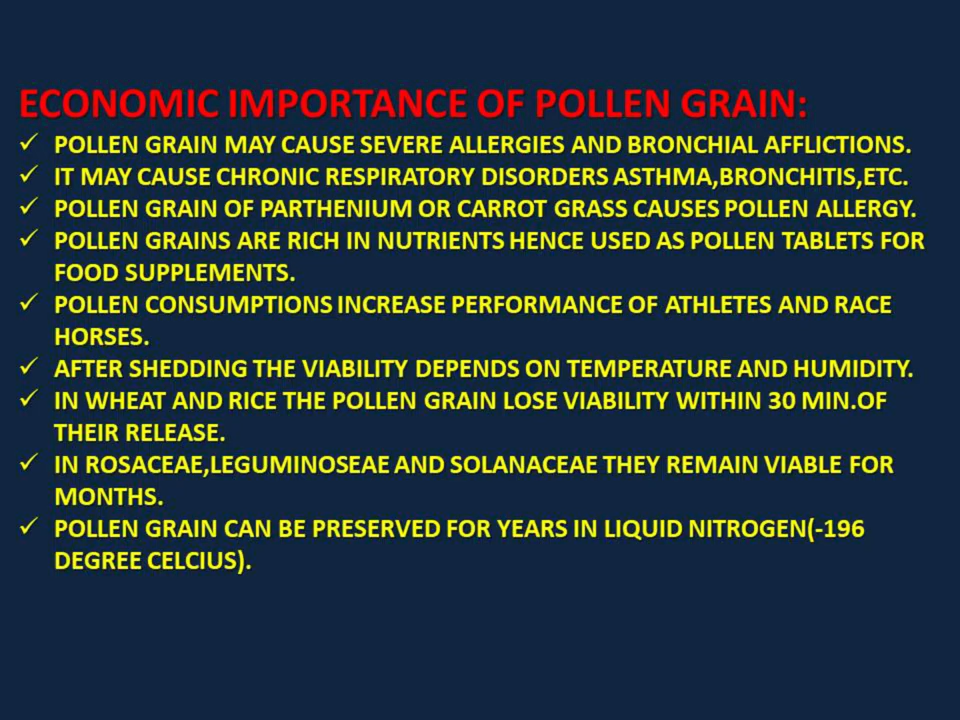 ECONOMIC IMPORTANCE OF POLLEN GRAIN:
✓ POLLEN GRAIN MAY CAUSE SEVERE ALLERGIES AND BRONCHIAL AFFLICTIONS.
✓ IT MAY CAUSE CHRONIC RESPIRATORY DISORDERS ASTHMA,BRONCHITIS,ETC.
✓ POLLEN GRAIN OF PARTHENIUM OR CARROT GRASS CAUSES POLLEN ALLERGY.
✓ POLLEN GRAINS ARE RICH IN NUTRIENTS HENCE USED AS POLLEN TABLETS FOR
FOOD SUPPLEMENTS.
✓ POLLEN CONSUMPTIONS INCREASE PERFORMANCE OF ATHLETES AND RACE
HORSES.
✓ AFTER SHEDDING THE VIABILITY DEPENDS ON TEMPERATURE AND HUMIDITY.
✓ IN WHEAT AND RICE THE POLLEN GRAIN LOSE VIABILITY WITHIN 30 MIN.OF
THEIR RELEASE.
✓ IN ROSACEAE,LEGUMINOSEAE AND SOLANACEAE THEY REMAIN VIABLE FOR
MONTHS.
✓ POLLEN GRAIN CAN BE PRESERVED FOR YEARS IN LIQUID NITROGEN(-196
DEGREE CELCIUS).